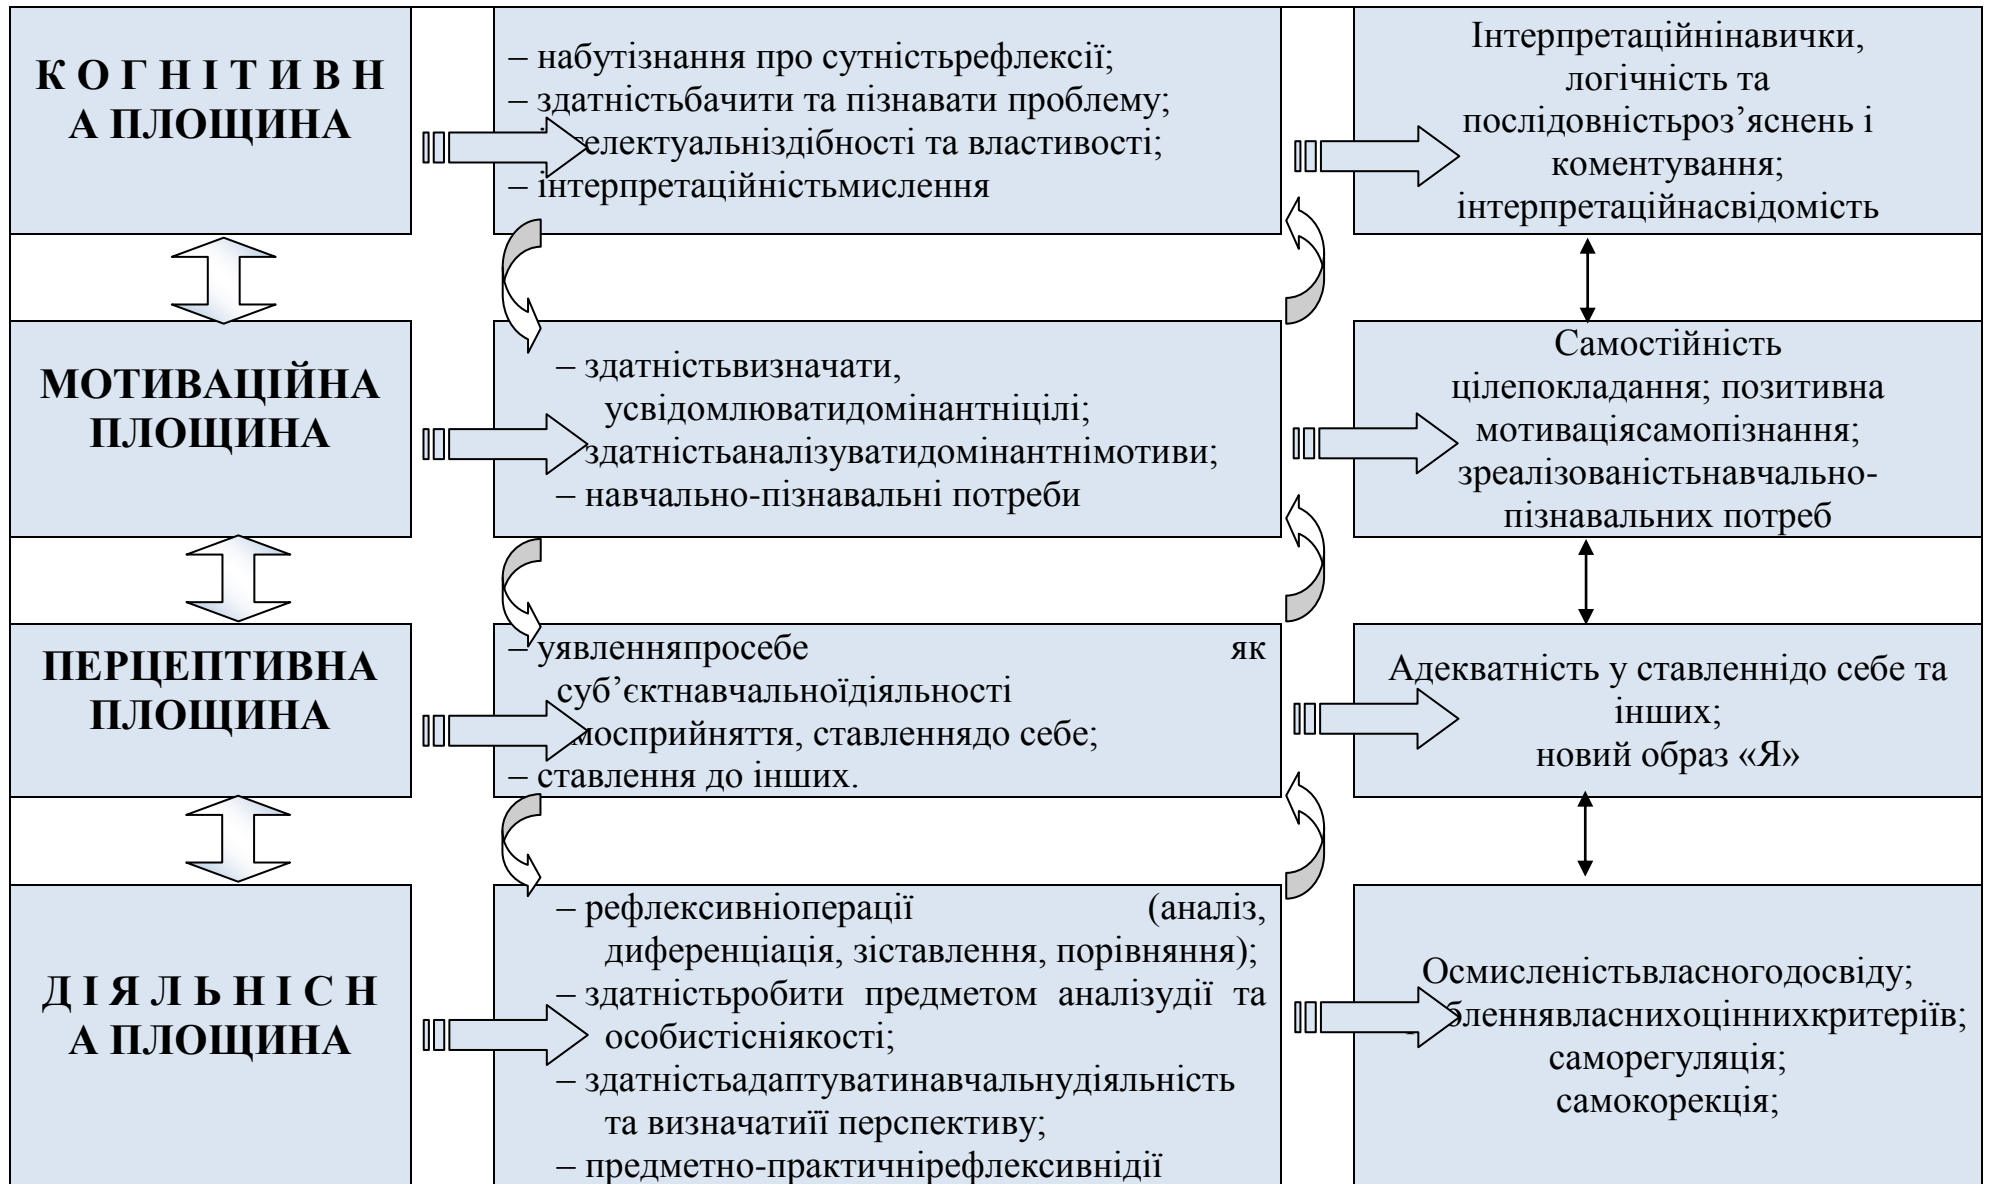 К О Г Н І Т И В Н
А ПЛОЩИНА
– набутізнання про сутністьрефлексії;
– здатністьбачити та пізнавати проблему;
електуальніздібності та властивості;
– інтерпретаційністьмислення
Інтерпретаційнінавички,
логічність та
послідовністьроз’яснень і
коментування;
інтерпретаційнасвідомість
МОТИВАЦІЙНА
ПЛОЩИНА
– здатністьвизначати,
усвідомлюватидомінантніцілі;
здатністьаналізуватидомінантнімотиви;
– навчально-пізнавальні потреби
Самостійність
цілепокладання; позитивна
мотиваціясамопізнання;
зреалізованістьнавчально-
пізнавальних потреб
ПЕРЦЕПТИВНА
ПЛОЩИНА
– уявленняпросебе як
суб’єктнавчальноїдіяльності
мосприйняття, ставленнядо себе;
– ставлення до інших.
Адекватність у ставленнідо себе та
інших;
новий образ «Я»
Д І Я Л Ь Н І С Н
А ПЛОЩИНА
– рефлексивніоперації (аналіз,
диференціація, зіставлення, порівняння);
– здатністьробити предметом аналізудії та
особистісніякості;
– здатністьадаптуватинавчальнудіяльність
та визначатиїї перспективу;
– предметно-практичнірефлексивнідії
Осмисленістьвласногодосвіду;
бленнявласнихоціннихкритеріїв;
саморегуляція;
самокорекція;